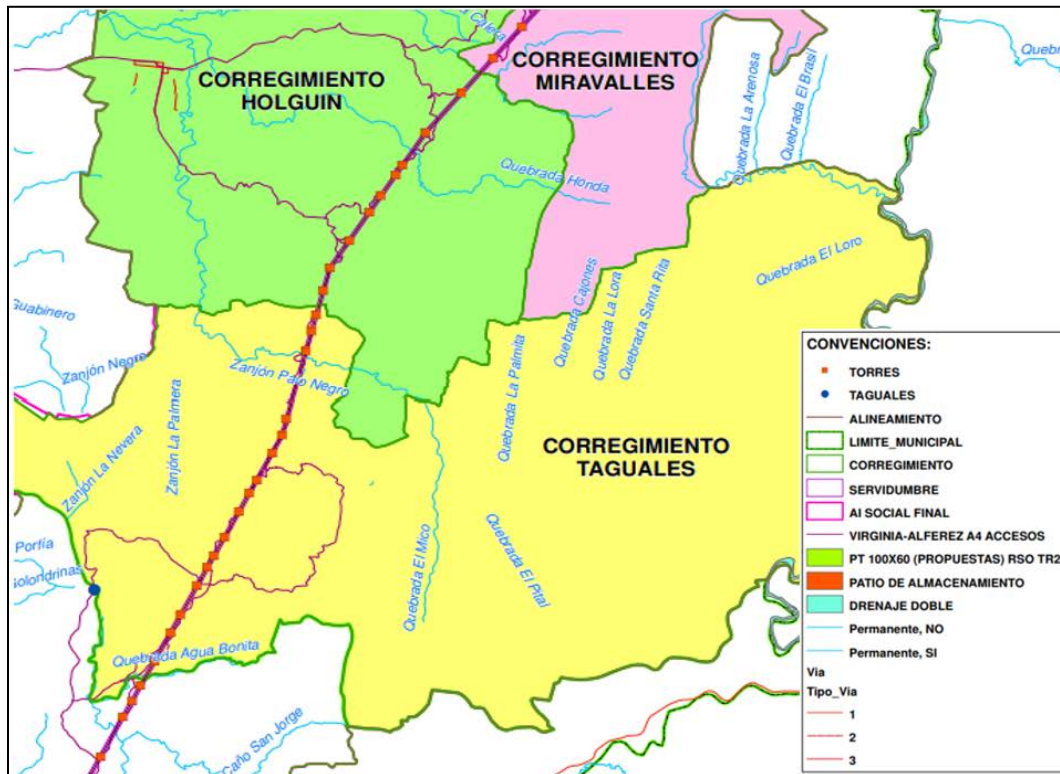 CORREGIMIENTO
HOLGUIN
CORREGIMIENTO
MIRAVALLES
Quebrada La Arenosa
Quebrada El Brasil
Quebrada Honda
Quebrada El Loro
Quebrada Cajones
Quebrada La Lora
Quebrada Santa Rita
Quebrada La Palmita
Guabinero
Zanjón Negro
Zanjón Palo Negro
Zanjón La Palmera
Zanjón La Nevera
CORREGIMIENTO
TAGUALES
Portía
Golondrinas
Quebrada El Mico
Quebrada El Pital
Quebrada Agua Bonita
Caño San Jorge
CONVENCIONES:
TORRES
TAGUALES
ALINEAMIENTO
LIMITE_MUNICIPAL
CORREGIMIENTO
SERVIDUMBRE
AI SOCIAL FINAL
VIRGINIA-ALFEREZ A4 ACCESOS
PT 100X60 (PROPUESTAS) RSO TR2
PATIO DE ALMACENAMIENTO
DRENAJE DOBLE
Permanente, NO
Permanente, SI
Via
Tipo_Via
1
2
3